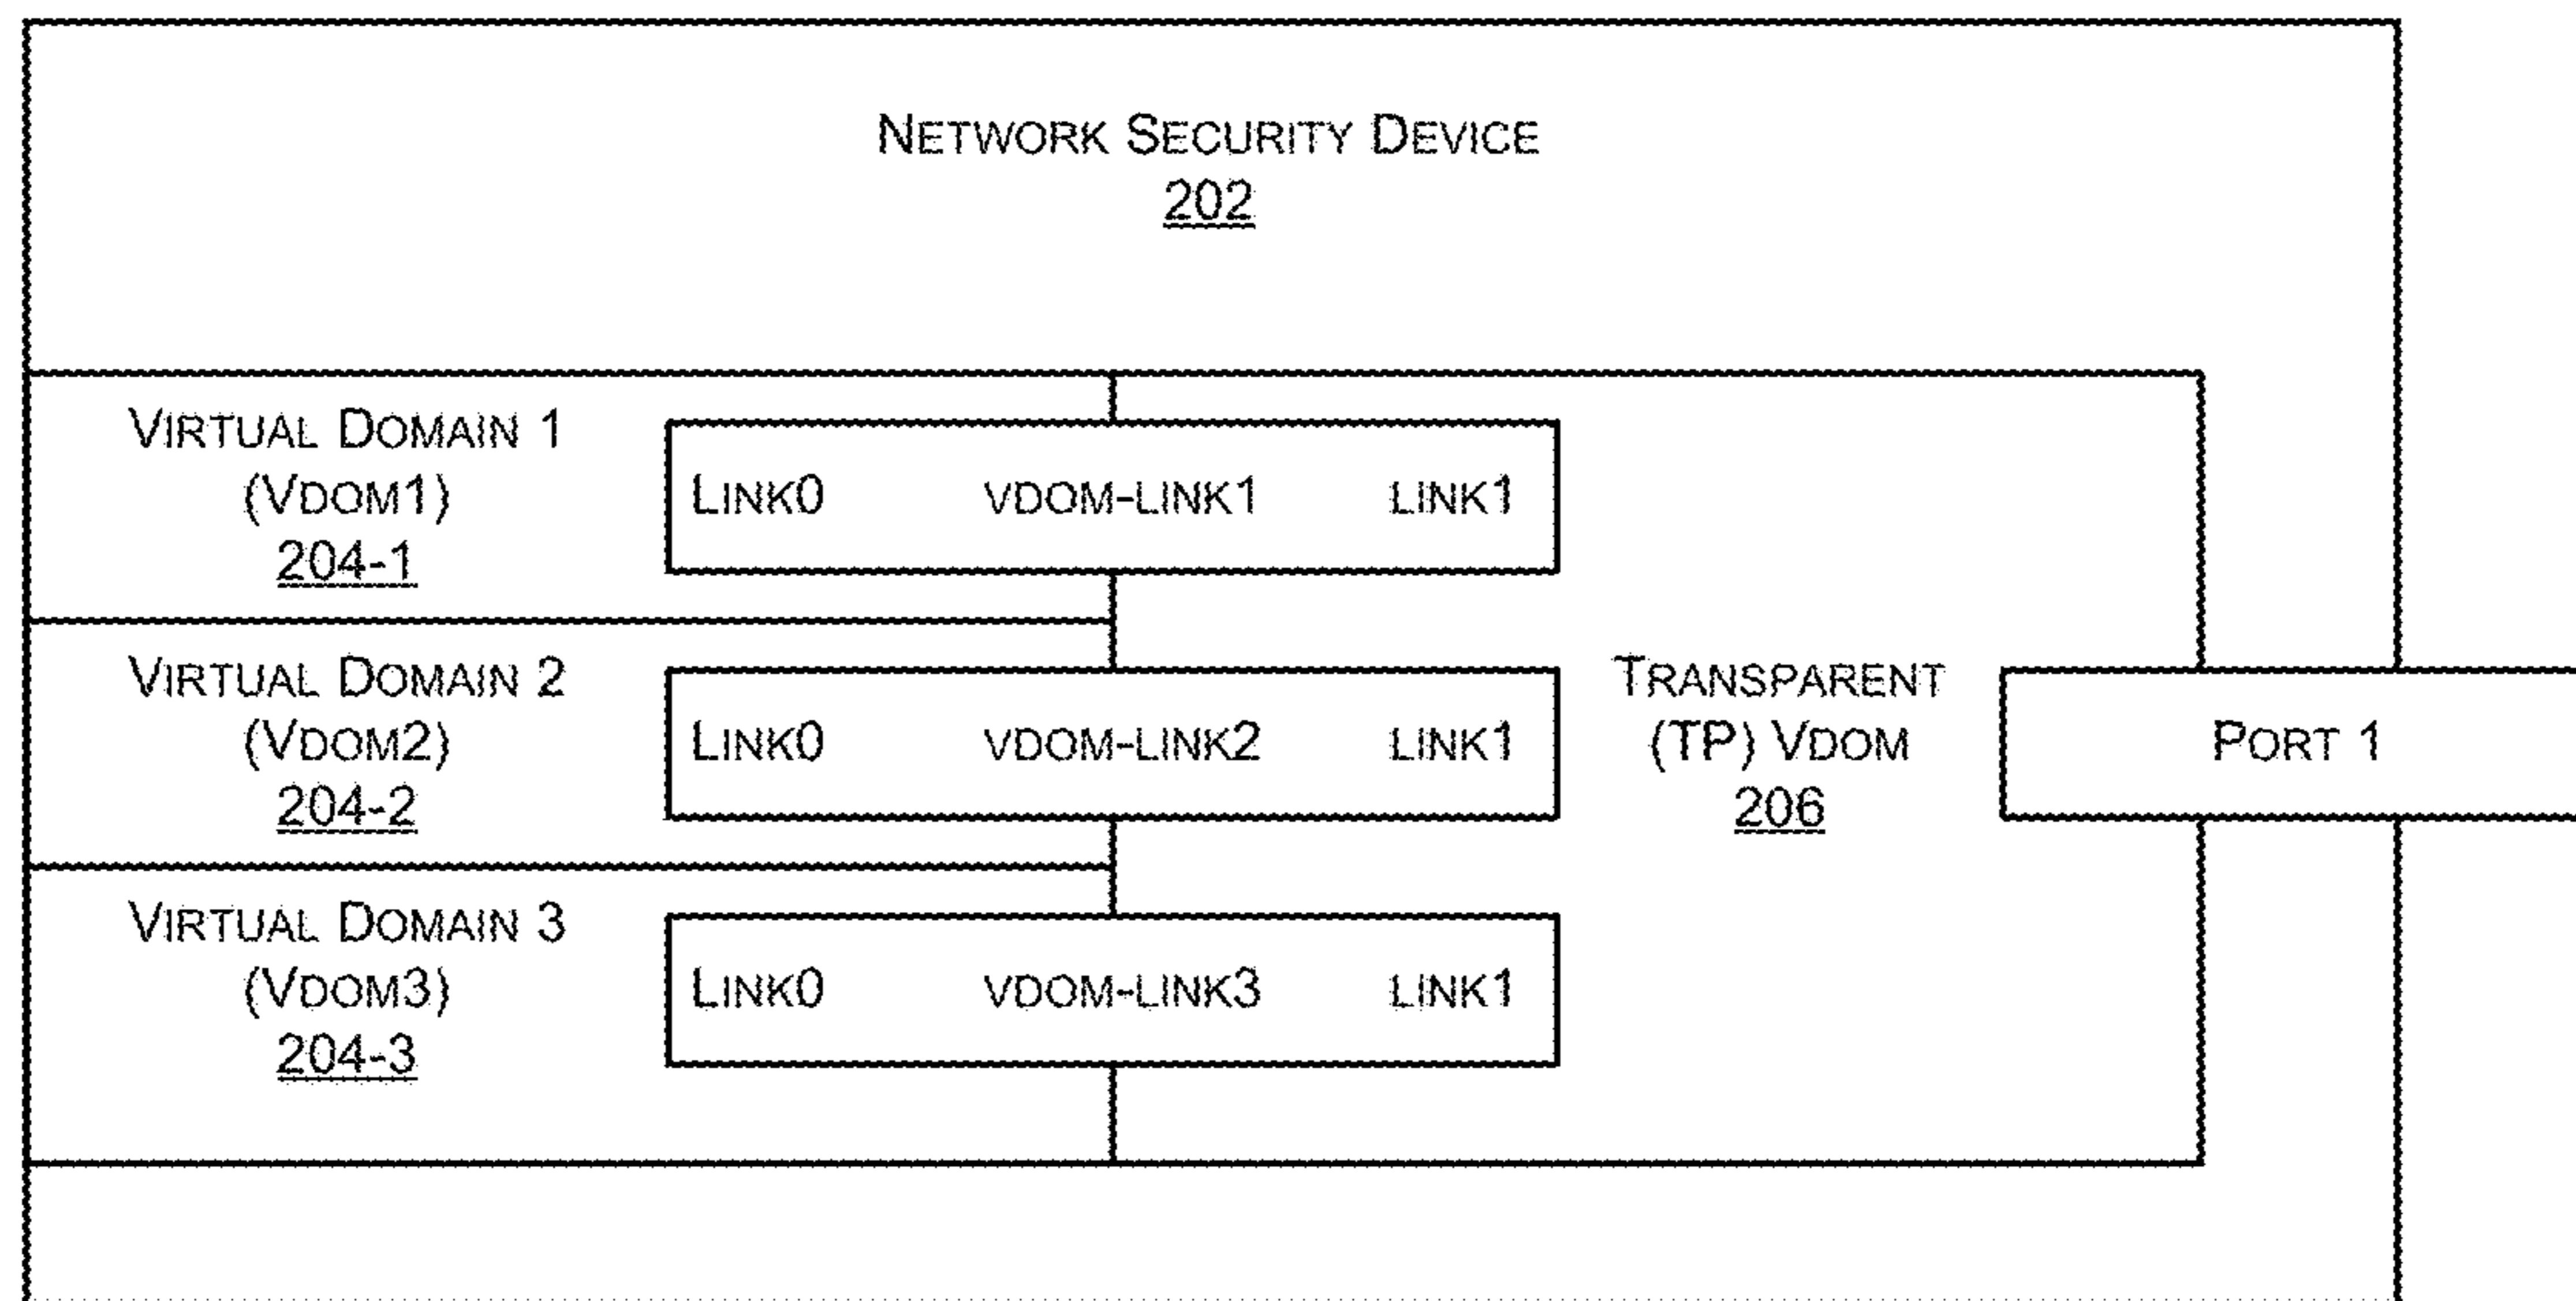 NETWORK SECURITY DEVICE
202
VIRTUAL DOMAIN 1
(VDOM1)
204-1
LINK0 VDOM-LINK1 LINK1
VIRTUAL DOMAIN 2
(VDOM2)
204-2
LINK0 VDOM-LINK2 LINK1
TRANSPARENT
(TP) VDOM
206
PORT 1
VIRTUAL DOMAIN 3
(VDOM3)
204-3
LINK0 VDOM-LINK3 LINK1